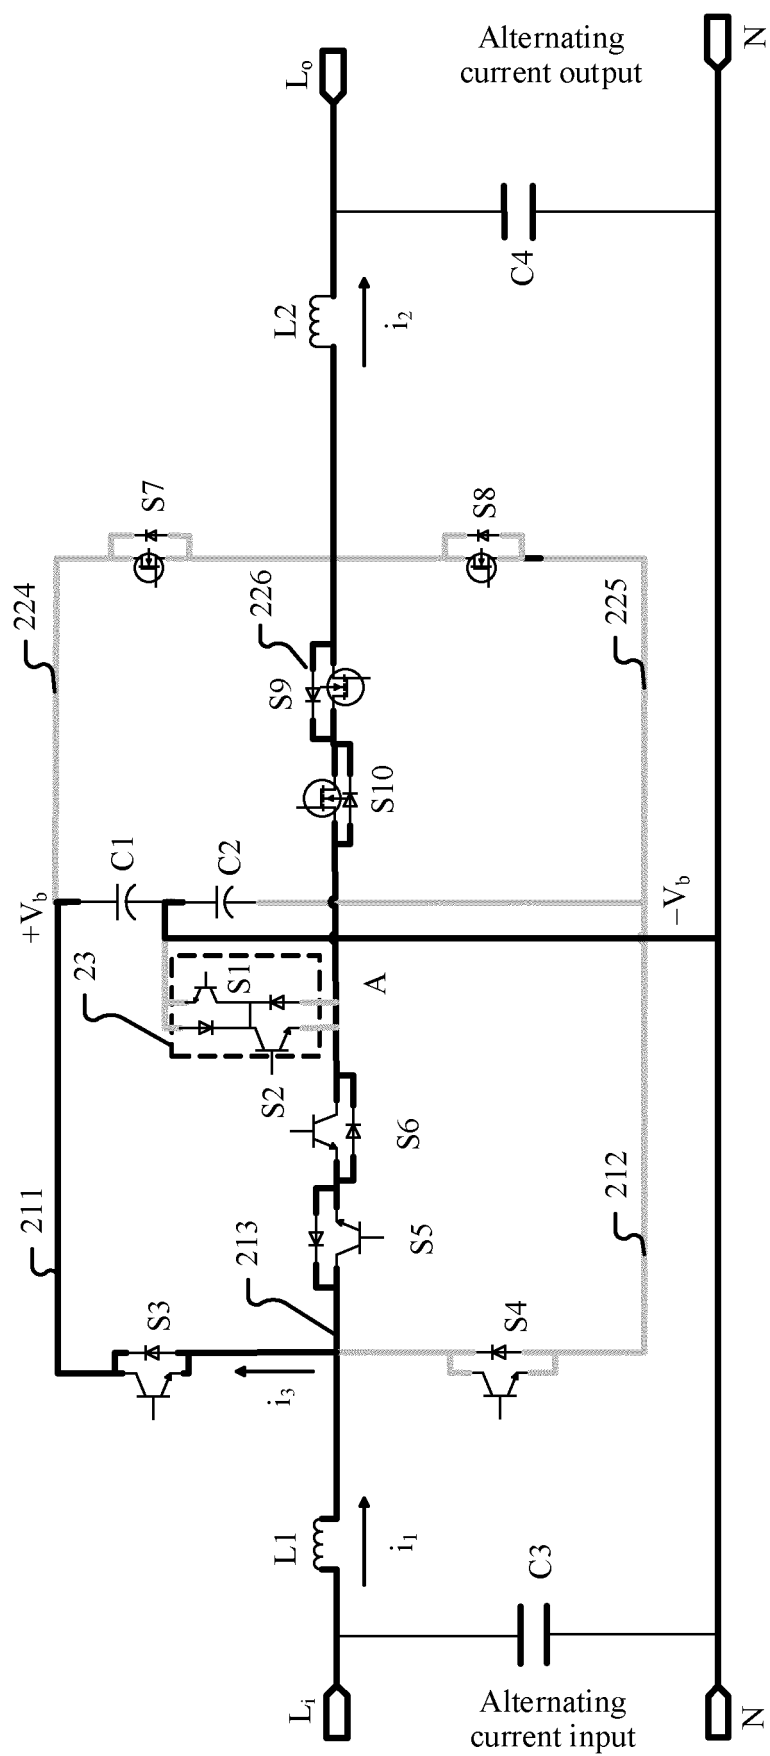 Alternating
current output
N
Lₒ
C4
L2
i₂
S7
S8
224
226
225
S9
S10
C1
C2
+Vb
−Vb
23
S1
A
S2
S6
211
S5
213
212
S3
S4
i₃
L1
i₁
C3
Lᵢ
Alternating
current input
N